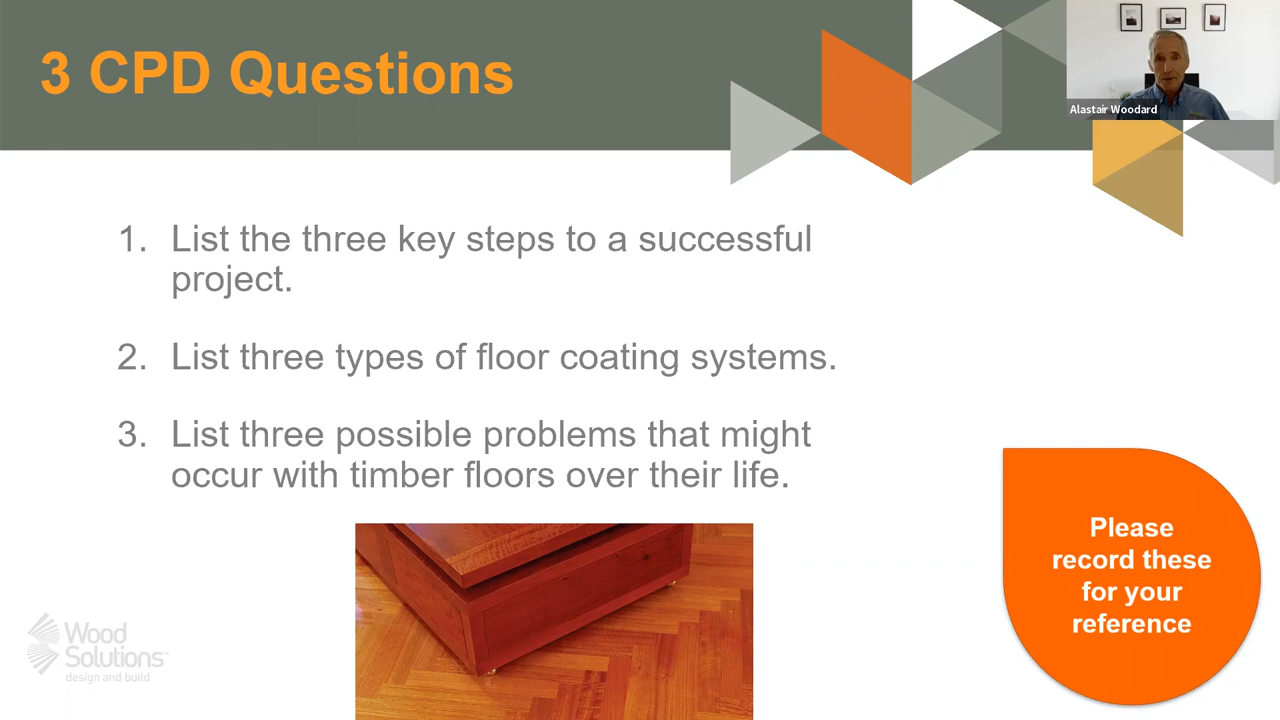 3 CPD Questions
Alastair Woodard
1. List the three key steps to a successful
project.
2. List three types of floor coating systems.
3. List three possible problems that might
occur with timber floors over their life.
Please
record these
for your
reference
Wood
Solutions™
design and build